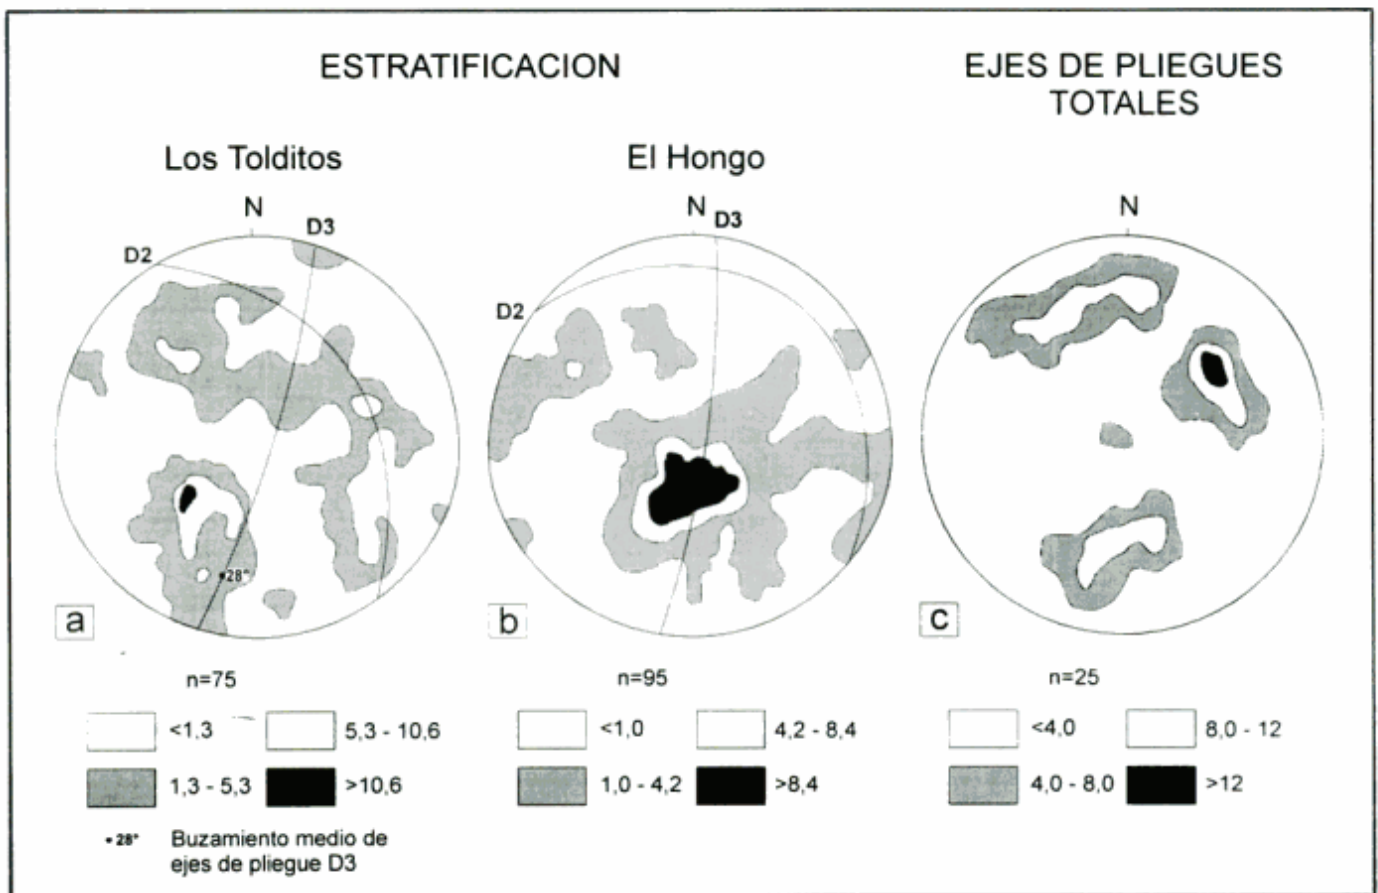 ESTRATIFICACION
EJES DE PLIEGUES
TOTALES
Los Tolditos
El Hongo
N
D3
D2
28°
a
N
D3
D2
b
N
c
n=75
<1,3
5,3 - 10,6
1,3 - 5,3
>10,6
• 28° Buzamiento medio de
ejes de pliegue D3
n=95
<1,0
4,2 - 8,4
1,0 - 4,2
>8,4
n=25
<4,0
8,0 - 12
4,0 - 8,0
>12